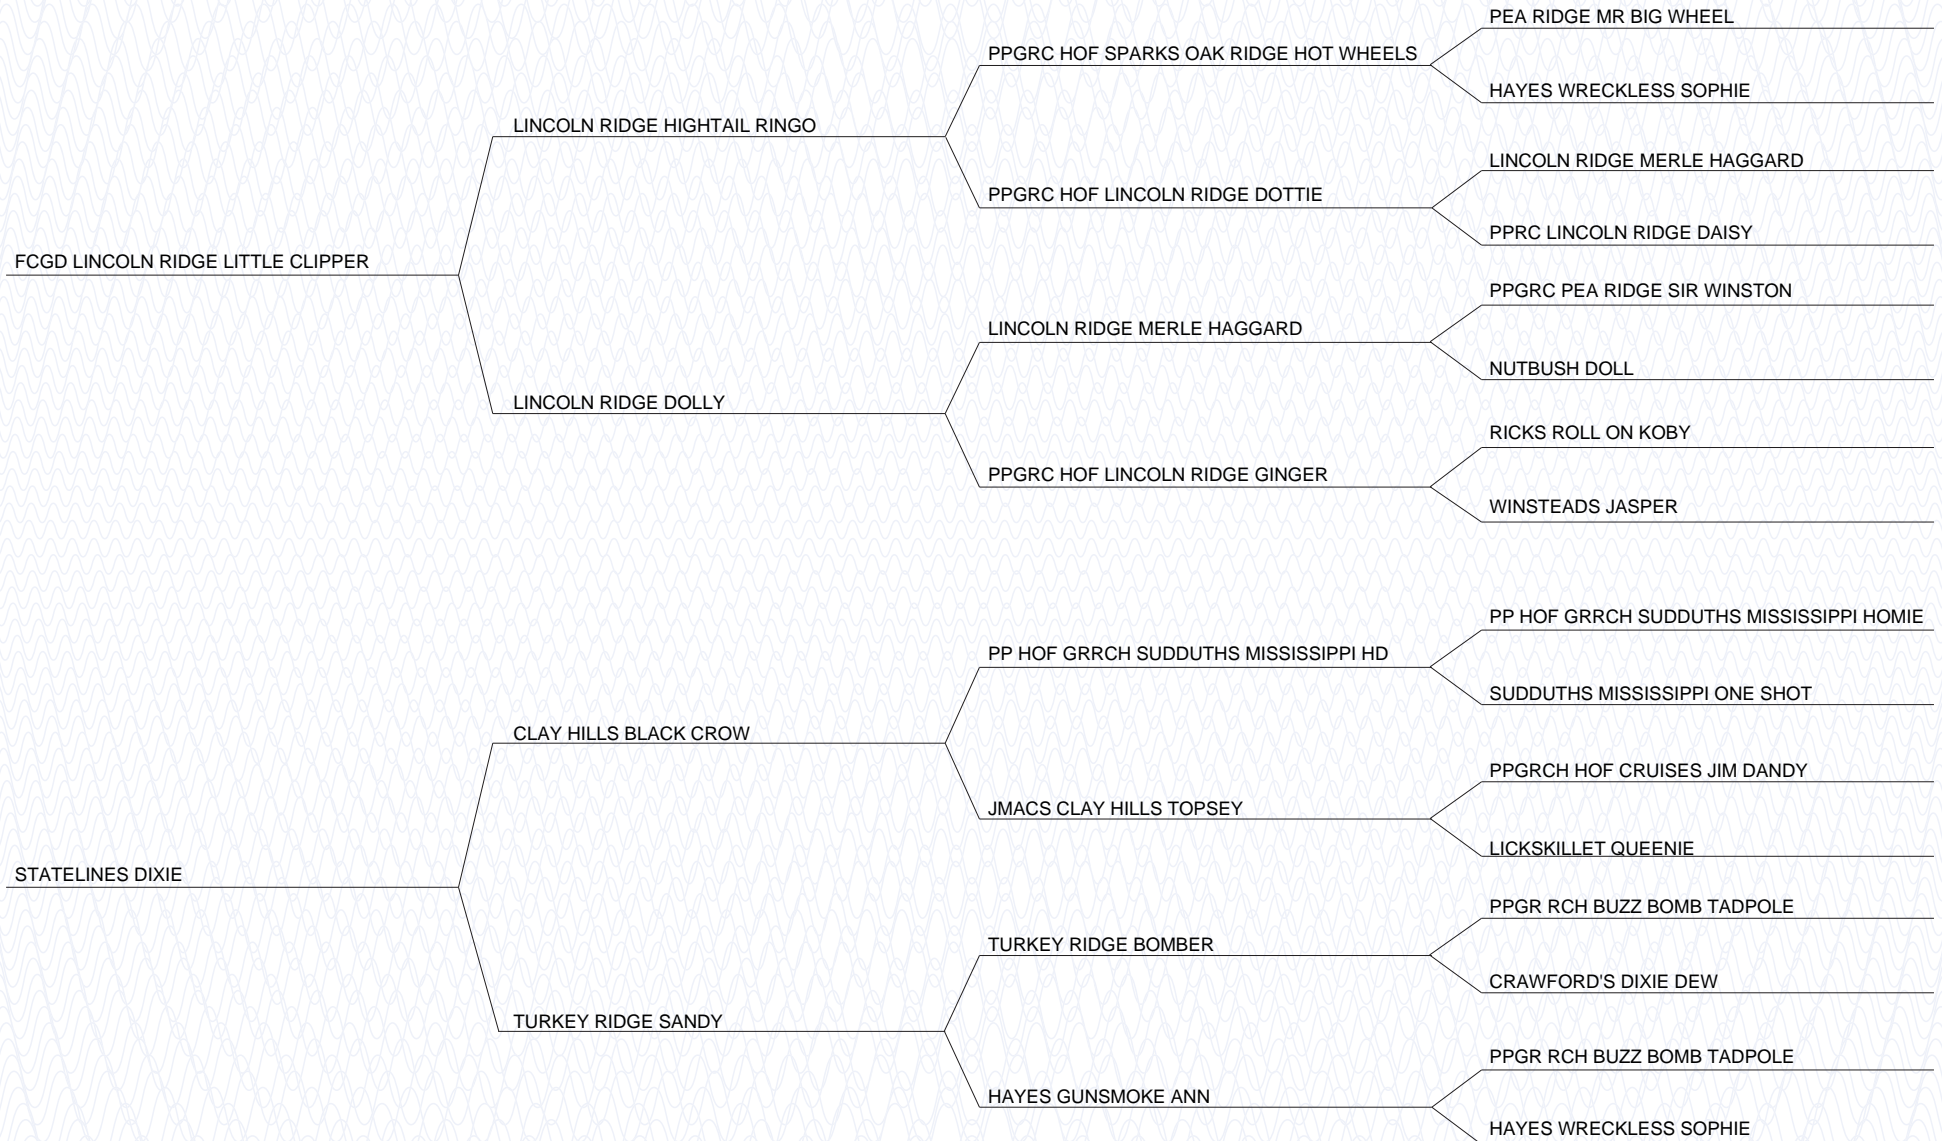 PEA RIDGE MR BIG WHEEL
PPGRC HOF SPARKS OAK RIDGE HOT WHEELS
HAYES WRECKLESS SOPHIE
LINCOLN RIDGE HIGHTAIL RINGO
LINCOLN RIDGE MERLE HAGGARD
PPGRC HOF LINCOLN RIDGE DOTTIE
PPRC LINCOLN RIDGE DAISY
FCGD LINCOLN RIDGE LITTLE CLIPPER
PPGRC PEA RIDGE SIR WINSTON
LINCOLN RIDGE MERLE HAGGARD
NUTBUSH DOLL
LINCOLN RIDGE DOLLY
RICKS ROLL ON KOBY
PPGRC HOF LINCOLN RIDGE GINGER
WINSTEADS JASPER
PP HOF GRRCH SUDDUTHS MISSISSIPPI HOMIE
PP HOF GRRCH SUDDUTHS MISSISSIPPI HD
SUDDUTHS MISSISSIPPI ONE SHOT
CLAY HILLS BLACK CROW
PPGRCH HOF CRUISES JIM DANDY
JMACS CLAY HILLS TOPSEY
LICKSKILLET QUEENIE
STATELINES DIXIE
PPGR RCH BUZZ BOMB TADPOLE
TURKEY RIDGE BOMBER
CRAWFORD'S DIXIE DEW
TURKEY RIDGE SANDY
PPGR RCH BUZZ BOMB TADPOLE
HAYES GUNSMOKE ANN
HAYES WRECKLESS SOPHIE